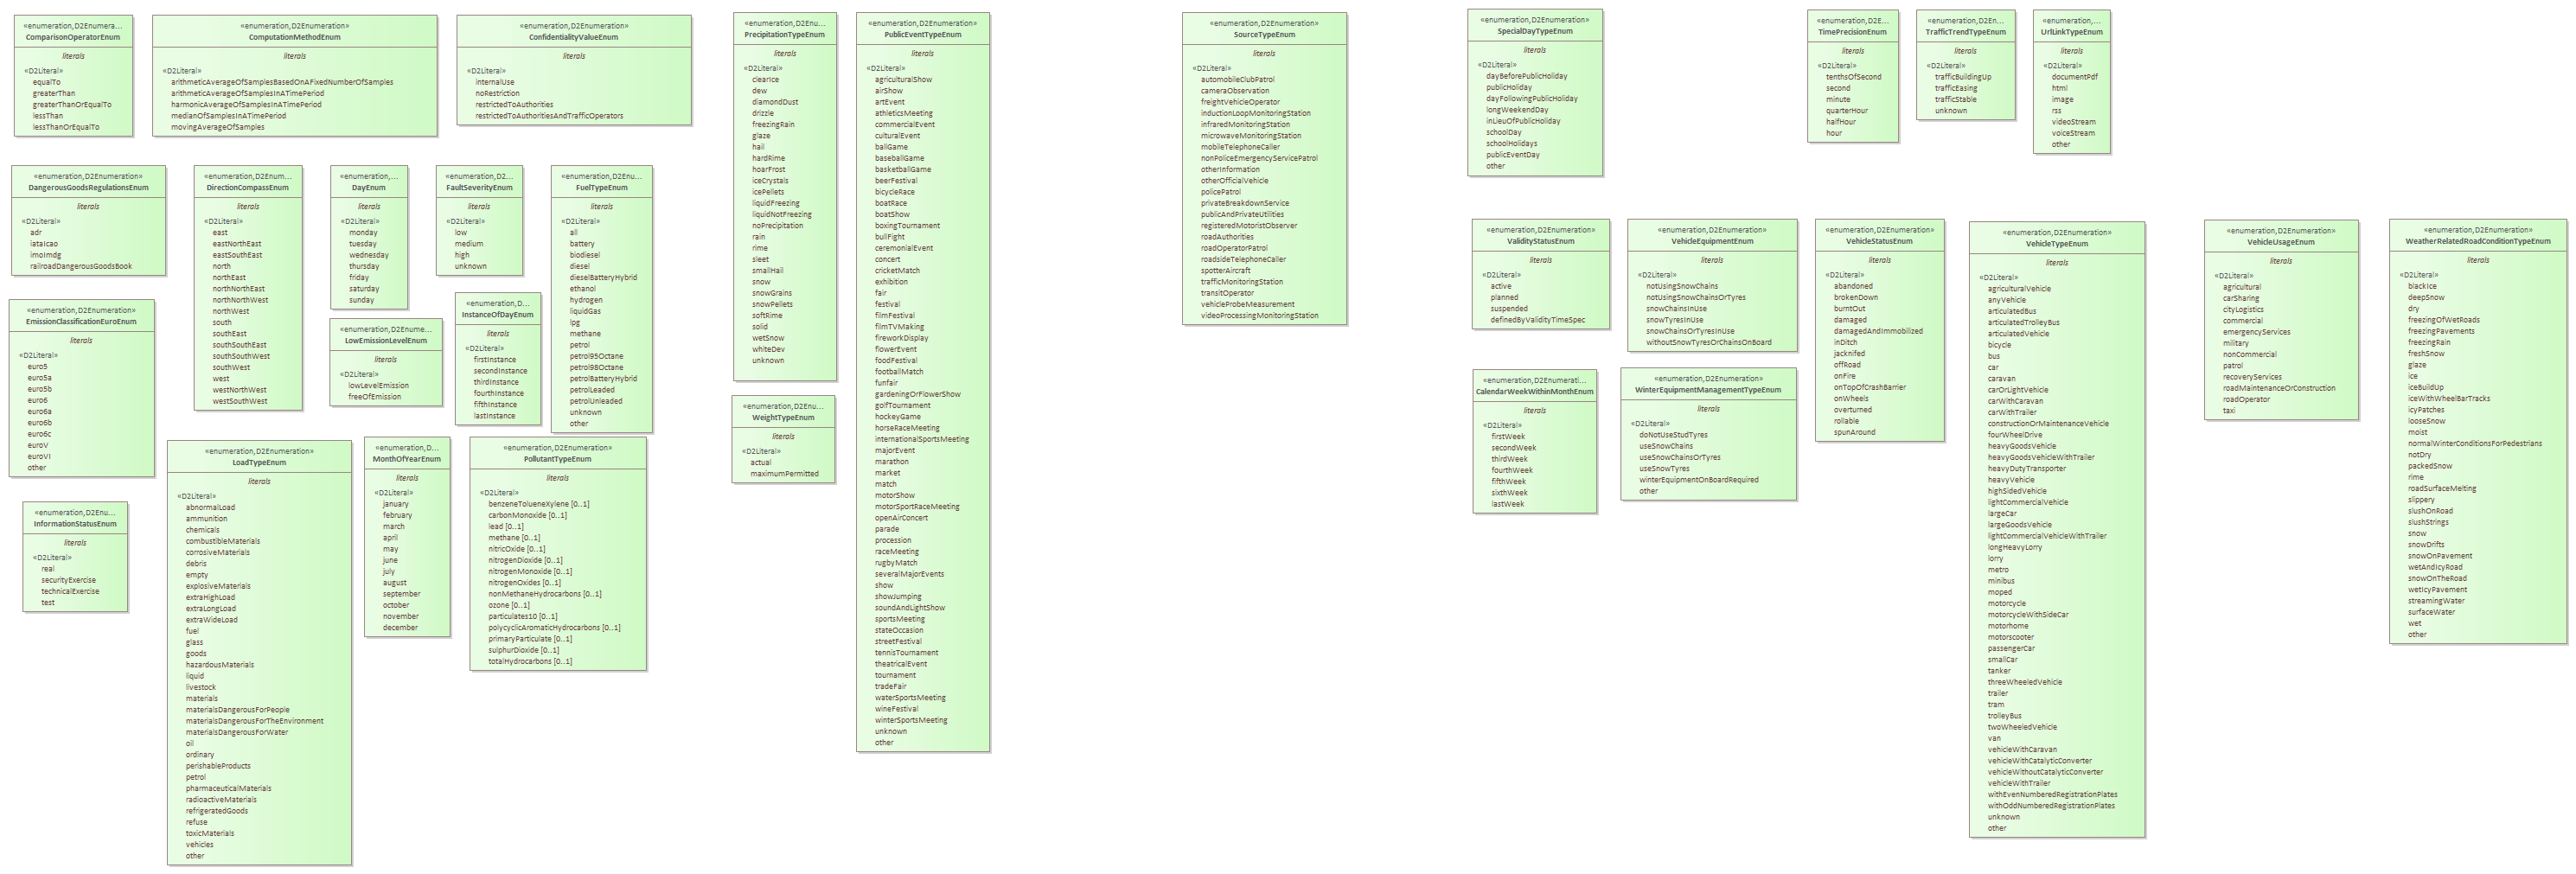 «enumeration,D2Enumera...
ComparisonOperatorEnum
literals
«D2Literal»
equalTo
greaterThan
greaterThanOrEqualTo
lessThan
lessThanOrEqualTo
«enumeration,D2Enumeration»
ComputationMethodEnum
literals
«D2Literal»
arithmeticAverageOfSamplesBasedOnAFixedNumberOfSamples
arithmeticAverageOfSamplesInATimePeriod
harmonicAverageOfSamplesInATimePeriod
medianOfSamplesInATimePeriod
movingAverageOfSamples
«enumeration,D2Enumeration»
ConfidentialityValueEnum
literals
«D2Literal»
internalUse
noRestriction
restrictedToAuthorities
restrictedToAuthoritiesAndTrafficOperators
«enumeration,D2Enu...
PrecipitationTypeEnum
literals
«D2Literal»
clearIce
dew
diamondDust
drizzle
freezingRain
glaze
hail
hardRime
hoarFrost
iceCrystals
icePellets
liquidFreezing
liquidNotFreezing
noPrecipitation
rain
rime
sleet
smallHail
snow
snowGrains
snowPellets
softRime
solid
wetSnow
whiteDev
unknown
«enumeration,D2Enumeration»
PublicEventTypeEnum
literals
«D2Literal»
agriculturalShow
airShow
artEvent
athleticsMeeting
commercialEvent
culturalEvent
ballGame
baseballGame
basketballGame
beerFestival
bicycleRace
boatRace
boatShow
boxingTournament
bullFight
ceremonialEvent
concert
cricketMatch
exhibition
fair
festival
filmFestival
filmTVMaking
fireworkDisplay
flowerEvent
foodFestival
footballMatch
funfair
gardeningOrFlowerShow
golfTournament
hockeyGame
horseRaceMeeting
internationalSportsMeeting
majorEvent
marathon
market
match
motorShow
motorSportRaceMeeting
openAirConcert
parade
procession
raceMeeting
rugbyMatch
severalMajorEvents
show
showJumping
soundAndLightShow
sportsMeeting
stateOccasion
streetFestival
tennisTournament
theatricalEvent
tournament
tradeFair
waterSportsMeeting
wineFestival
winterSportsMeeting
unknown
other
«enumeration,D2Enumeration»
SourceTypeEnum
literals
«D2Literal»
automobileClubPatrol
cameraObservation
freightVehicleOperator
inductionLoopMonitoringStation
infraredMonitoringStation
microwaveMonitoringStation
mobileTelephoneCaller
nonPoliceEmergencyServicePatrol
otherInformation
otherOfficialVehicle
policePatrol
privateBreakdownService
publicAndPrivateUtilities
registeredMotoristObserver
roadAuthorities
roadOperatorPatrol
roadsideTelephoneCaller
spotterAircraft
trafficMonitoringStation
transitOperator
vehicleProbeMeasurement
videoProcessingMonitoringStation
«enumeration,D2Enumeration»
SpecialDayTypeEnum
literals
«D2Literal»
dayBeforePublicHoliday
publicHoliday
dayFollowingPublicHoliday
longWeekendDay
inLieuOfPublicHoliday
schoolDay
schoolHolidays
publicEventDay
other
«enumeration,D2E...
TimePrecisionEnum
literals
«D2Literal»
tenthsOfSecond
second
minute
quarterHour
halfHour
hour
«enumeration,D2En...
TrafficTrendTypeEnum
literals
«D2Literal»
trafficBuildingUp
trafficEasing
trafficStable
unknown
«enumeration,...
UrlLinkTypeEnum
literals
«D2Literal»
documentPdf
html
image
rss
videoStream
voiceStream
other
«enumeration,D2Enumeration»
DangerousGoodsRegulationsEnum
literals
«D2Literal»
adr
iataIcao
imoImdg
railroadDangerousGoodsBook
«enumeration,D2Enum...
DirectionCompassEnum
literals
«D2Literal»
east
eastNorthEast
eastSouthEast
north
northEast
northNorthEast
northNorthWest
northWest
south
southEast
southSouthEast
southSouthWest
southWest
west
westNorthWest
westSouthWest
«enumeration,...
DayEnum
literals
«D2Literal»
monday
tuesday
wednesday
thursday
friday
saturday
sunday
«enumeration,D2...
FaultSeverityEnum
literals
«D2Literal»
low
medium
high
unknown
«enumeration,D2Enu...
FuelTypeEnum
literals
«D2Literal»
all
battery
biodiesel
diesel
dieselBatteryHybrid
ethanol
hydrogen
liquidGas
lpg
methane
petrol
petrol95Octane
petrol98Octane
petrolBatteryHybrid
petrolLeaded
petrolUnleaded
unknown
other
«enumeration,D2Enumeration»
EmissionClassificationEuroEnum
literals
«D2Literal»
euro5
euro5a
euro5b
euro6
euro6a
euro6b
euro6c
euroV
euroVI
other
«enumeration,D2Enume...
LowEmissionLevelEnum
literals
«D2Literal»
lowLevelEmission
freeOfEmission
«enumeration,D...
InstanceOfDayEnum
literals
«D2Literal»
firstInstance
secondInstance
thirdInstance
fourthInstance
fifthInstance
lastInstance
«enumeration,D2Enu...
WeightTypeEnum
literals
«D2Literal»
actual
maximumPermitted
«enumeration,D2Enu...
InformationStatusEnum
literals
«D2Literal»
real
securityExercise
technicalExercise
test
«enumeration,D2Enumeration»
LoadTypeEnum
literals
«D2Literal»
abnormalLoad
ammunition
chemicals
combustibleMaterials
corrosiveMaterials
debris
empty
explosiveMaterials
extraHighLoad
extraLongLoad
extraWideLoad
fuel
glass
goods
hazardousMaterials
liquid
livestock
materials
materialsDangerousForPeople
materialsDangerousForTheEnvironment
materialsDangerousForWater
oil
ordinary
perishableProducts
petrol
pharmaceuticalMaterials
radioactiveMaterials
refrigeratedGoods
refuse
toxicMaterials
vehicles
other
«enumeration,D...
MonthOfYearEnum
literals
«D2Literal»
january
february
march
april
may
june
july
august
september
october
november
december
«enumeration,D2Enumeration»
PollutantTypeEnum
literals
«D2Literal»
benzeneTolueneXylene [0..1]
carbonMonoxide [0..1]
lead [0..1]
methane [0..1]
nitricOxide [0..1]
nitrogenDioxide [0..1]
nitrogenMonoxide [0..1]
nitrogenOxides [0..1]
nonMethaneHydrocarbons [0..1]
ozone [0..1]
particulates10 [0..1]
polycyclicAromaticHydrocarbons [0..1]
primaryParticulate [0..1]
sulphurDioxide [0..1]
totalHydrocarbons [0..1]
«enumeration,D2Enumeration»
ValidityStatusEnum
literals
«D2Literal»
active
planned
suspended
definedByValidityTimeSpec
«enumeration,D2Enumeration»
VehicleEquipmentEnum
literals
«D2Literal»
notUsingSnowChains
notUsingSnowChainsOrTyres
snowChainsInUse
snowTyresInUse
snowChainsOrTyresInUse
withoutSnowTyresOrChainsOnBoard
«enumeration,D2Enumeration»
VehicleStatusEnum
literals
«D2Literal»
abandoned
brokenDown
burntOut
damaged
damagedAndImmobilized
inDitch
jacknifed
offRoad
onFire
onTopOfCrashBarrier
onWheels
overturned
rollable
spunAround
«enumeration,D2Enumerati...
CalendarWeekWithinMonthEnum
literals
«D2Literal»
firstWeek
secondWeek
thirdWeek
fourthWeek
fifthWeek
sixthWeek
lastWeek
«enumeration,D2Enumeration»
WinterEquipmentManagementTypeEnum
literals
«D2Literal»
doNotUseStudTyres
useSnowChains
useSnowChainsOrTyres
useSnowTyres
winterEquipmentOnBoardRequired
other
«enumeration,D2Enumeration»
VehicleTypeEnum
literals
«D2Literal»
agriculturalVehicle
anyVehicle
articulatedBus
articulatedTrolleyBus
articulatedVehicle
bicycle
bus
car
caravan
carOrLightVehicle
carWithCaravan
carWithTrailer
constructionOrMaintenanceVehicle
fourWheelDrive
heavyGoodsVehicle
heavyGoodsVehicleWithTrailer
heavyDutyTransporter
heavyVehicle
highSidedVehicle
lightCommercialVehicle
largeCar
largeGoodsVehicle
lightCommercialVehicleWithTrailer
longHeavyLorry
lorry
metro
minibus
moped
motorcycle
motorcycleWithSideCar
motorhome
motorscooter
passengerCar
smallCar
tanker
threeWheeledVehicle
trailer
tram
trolleyBus
twoWheeledVehicle
van
vehicleWithCaravan
vehicleWithCatalyticConverter
vehicleWithoutCatalyticConverter
vehicleWithTrailer
withEvenNumberedRegistrationPlates
withOddNumberedRegistrationPlates
unknown
other
«enumeration,D2Enumeration»
VehicleUsageEnum
literals
«D2Literal»
agricultural
carSharing
cityLogistics
commercial
emergencyServices
military
nonCommercial
patrol
recoveryServices
roadMaintenanceOrConstruction
roadOperator
taxi
«enumeration,D2Enumeration»
WeatherRelatedRoadConditionTypeEnum
literals
«D2Literal»
blackIce
deepSnow
dry
freezingOfWetRoads
freezingPavements
freezingRain
freshSnow
glaze
ice
iceBuildUp
iceWithWheelBarTracks
icyPatches
looseSnow
moist
normalWinterConditionsForPedestrians
notDry
packedSnow
rime
roadSurfaceMelting
slippery
slushOnRoad
slushStrings
snow
snowDrifts
snowOnPavement
wetAndIcyRoad
snowOnTheRoad
wetIcyPavement
streamingWater
surfaceWater
wet
other